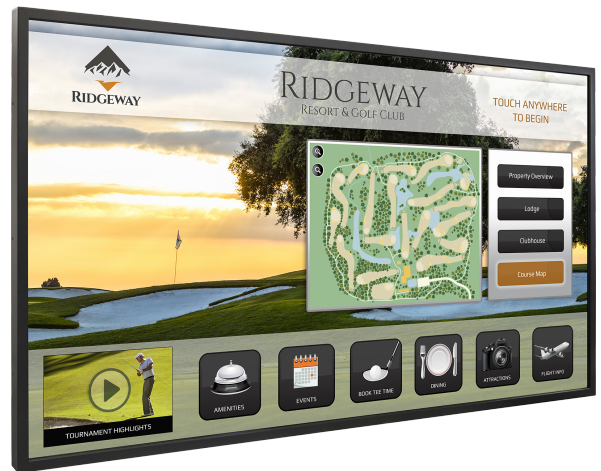 RIDGEWAY
RIDGEWAY
RESORT & GOLF CLUB
TOUCH ANYWHERE
TO BEGIN
Property Overview
Lodge
Clubhouse
Course Map
TOURNAMENT HIGHLIGHTS
AMENITIES
EVENTS
BOOK TEE TIME
DINING
ATTRACTIONS
FLIGHT INFO